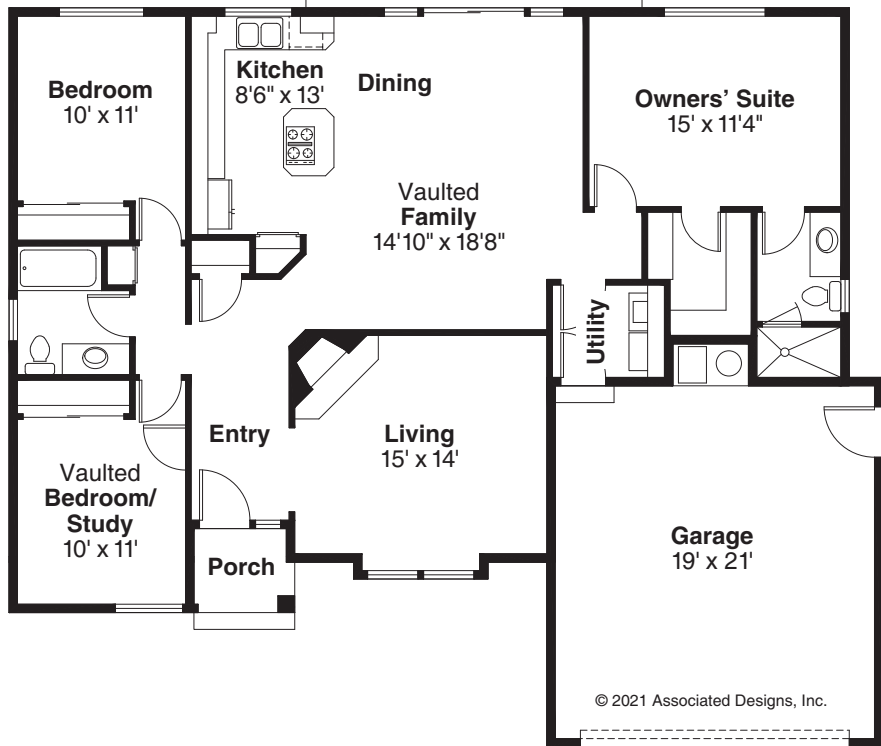 Bedroom
10' x 11'
Kitchen
8'6" x 13'
Dining
Owners' Suite
15' x 11'4"
Vaulted
Family
14'10" x 18'8"
Utility
Entry
Living
15' x 14'
Vaulted
Bedroom/
Study
10' x 11'
Porch
Garage
19' x 21'
© 2021 Associated Designs, Inc.